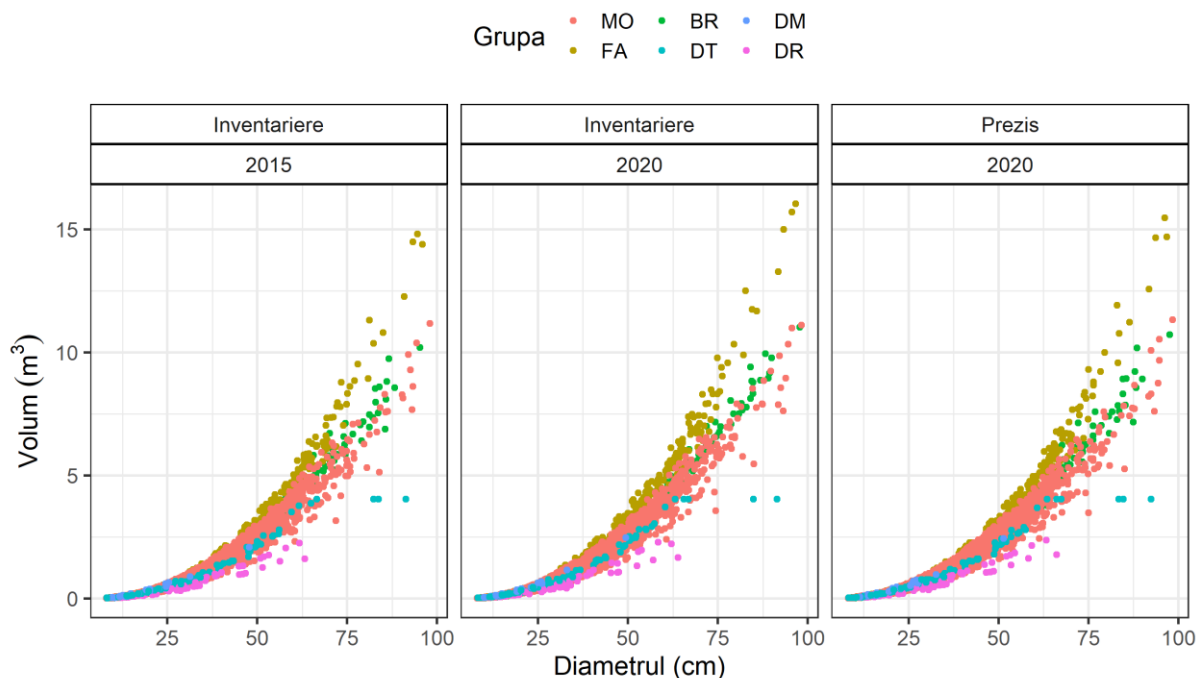 Grupa
MO BR DM
FA DT DR
Inventariere Inventariere Prezis
2015 2020 2020
Volum (m³)
15
10
5
0
25 50 75 100 25 50 75 100 25 50 75 100
Diametrul (cm)